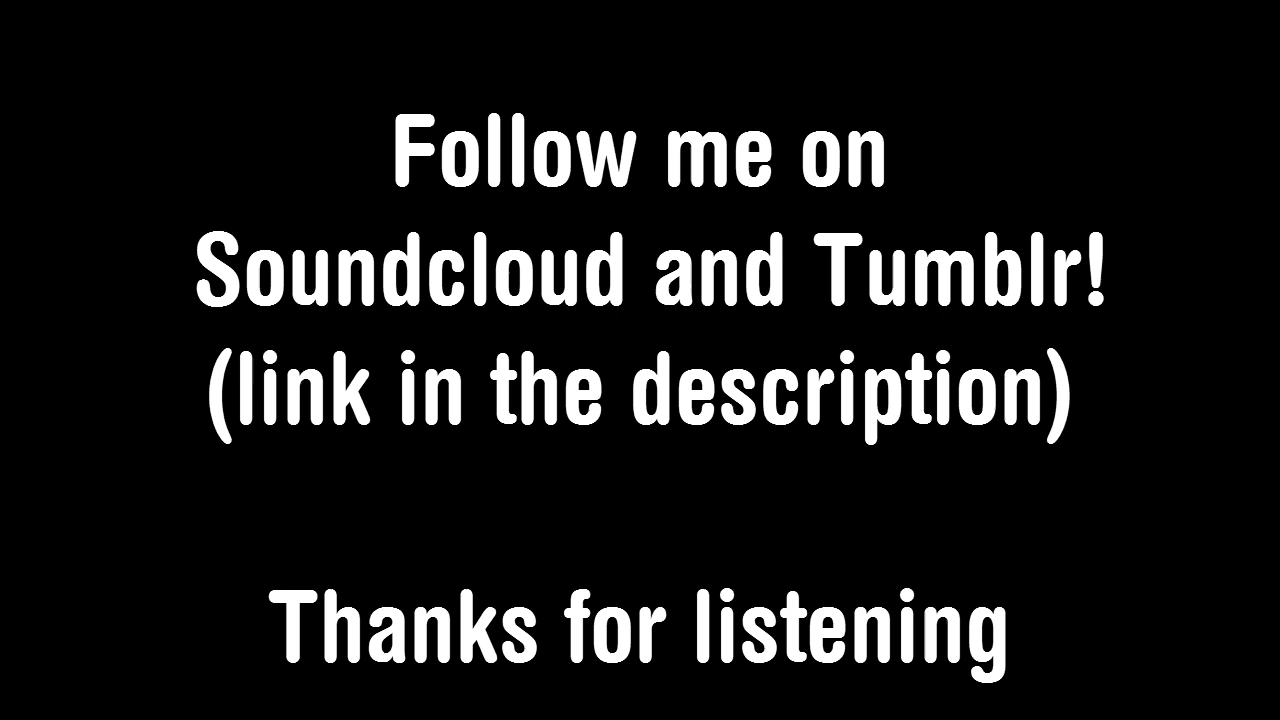 Follow me on
Soundcloud and Tumblr!
(link in the description)
Thanks for listening